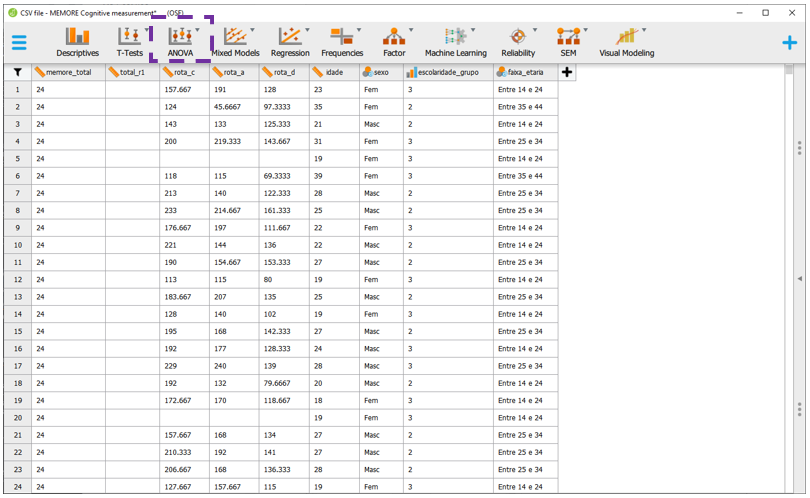 CSV file - MEMORE Cognitive measurement* (OSF)
Descriptives T-Tests ANOVA Mixed Models Regression Frequencies Factor Machine Learning Reliability SEM Visual Modeling
memore_total total_r1 rota_c rota_a rota_d idade sexo escolaridade_grupo faixa_etaria
1 24 157.667 191 128 23 Fem 3 Entre 14 e 24
2 24 124 45.6667 97.3333 35 Fem 2 Entre 35 e 44
3 24 143 133 125.333 21 Masc 2 Entre 14 e 24
4 24 200 219.333 143.667 31 Fem 3 Entre 25 e 34
5 24 19 Fem 3 Entre 14 e 24
6 24 118 115 69.3333 39 Fem 3 Entre 35 e 44
7 24 213 140 122.333 28 Masc 2 Entre 25 e 34
8 24 233 214.667 161.333 25 Masc 2 Entre 25 e 34
9 24 176.667 197 111.667 22 Fem 3 Entre 14 e 24
10 24 221 144 136 22 Masc 2 Entre 14 e 24
11 24 190 154.667 153.333 27 Masc 2 Entre 25 e 34
12 24 113 115 80 19 Fem 3 Entre 14 e 24
13 24 183.667 207 135 25 Masc 2 Entre 25 e 34
14 24 128 140 102 19 Fem 3 Entre 14 e 24
15 24 195 168 142.333 27 Masc 2 Entre 25 e 34
16 24 192 177 128.333 24 Masc 3 Entre 14 e 24
17 24 229 240 139 28 Masc 3 Entre 25 e 34
18 24 192 132 79.6667 20 Masc 2 Entre 14 e 24
19 24 172.667 170 118.667 18 Fem 3 Entre 14 e 24
20 24 19 Fem 3 Entre 14 e 24
21 24 157.667 168 134 27 Masc 2 Entre 25 e 34
22 24 210.333 192 141 27 Masc 2 Entre 25 e 34
23 24 206.667 168 136.333 28 Masc 2 Entre 25 e 34
24 24 127.667 157.667 115 19 Fem 3 Entre 14 e 24